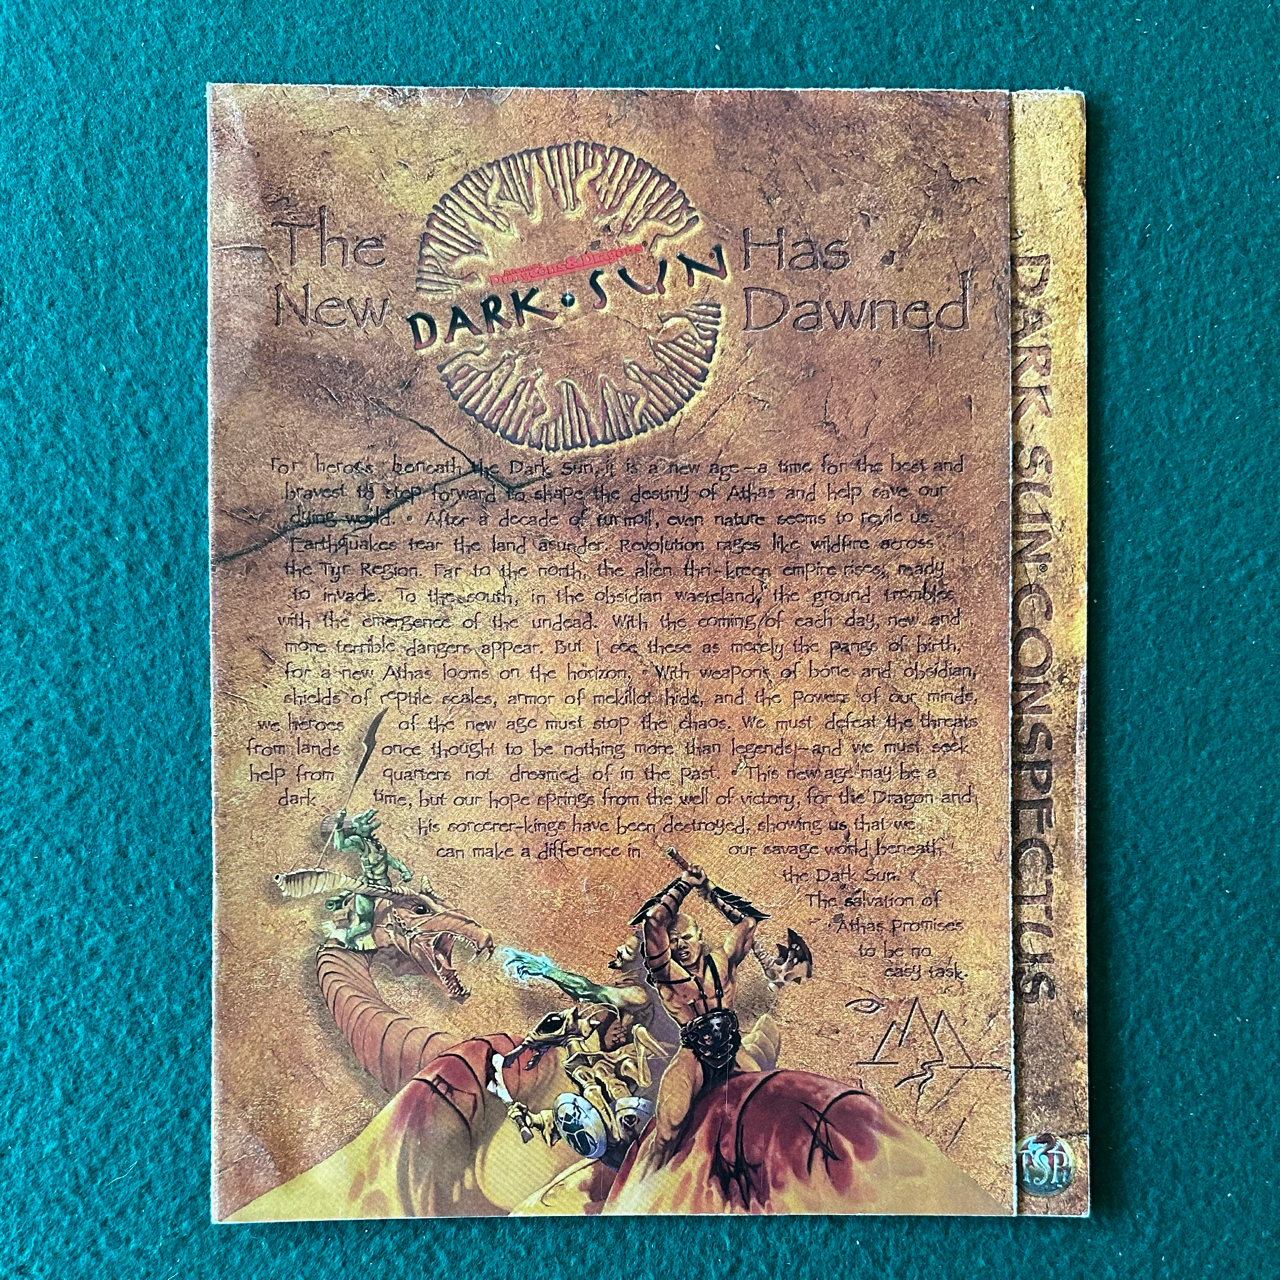 The
New
ADVANCED Dungeons & Dragons
DARK • SUN
Has
Dawned
For heroes beneath the Dark Sun, it is a new age—a time for the best and
bravest to step forward to shape the destiny of Athas and help save our
dying world. • After a decade of turmoil, even nature seems to revile us.
Earthquakes tear the land asunder. Revolution rages like wildfire across
the Tyr Region. Far to the north, the alien thri-kreen empire rises, ready
to invade. To the south, in the obsidian wasteland, the ground trembles
with the emergence of the undead. With the coming of each day, new and
more terrible dangers appear. But I see these as merely the pangs of birth,
for a new Athas looms on the horizon. • With weapons of bone and obsidian,
shields of reptile scales, armor of mekillot hide, and the powers of our minds,
we heroes of the new age must stop the chaos. We must defeat the threats
from lands once thought to be nothing more than legends—and we must seek
help from quarters not dreamed of in the past. • This new age may be a
dark time, but our hope springs from the well of victory, for the Dragon and
his sorcerer-kings have been destroyed, showing us that we
can make a difference in our savage world beneath
the Dark Sun.
The salvation of
Athas promises
to be no
easy task.
DARK • SUN® CONSPECTUS
TSR